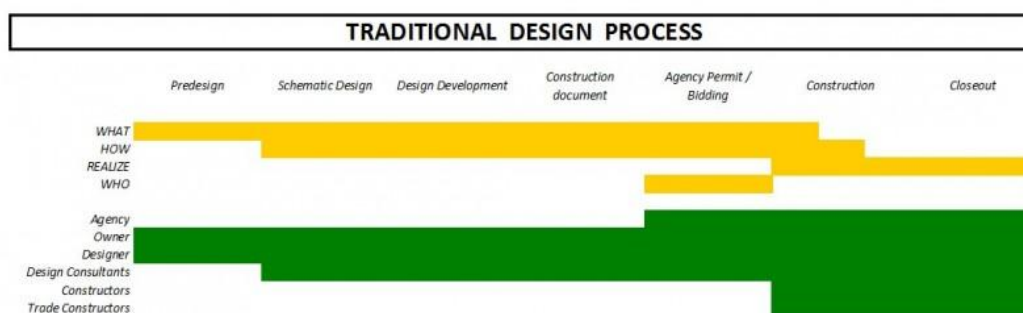 TRADITIONAL DESIGN PROCESS
Predesign
Schematic Design
Design Development
Construction
document
Agency Permit /
Bidding
Construction
Closeout
WHAT
HOW
REALIZE
WHO
Agency
Owner
Designer
Design Consultants
Constructors
Trade Constructors